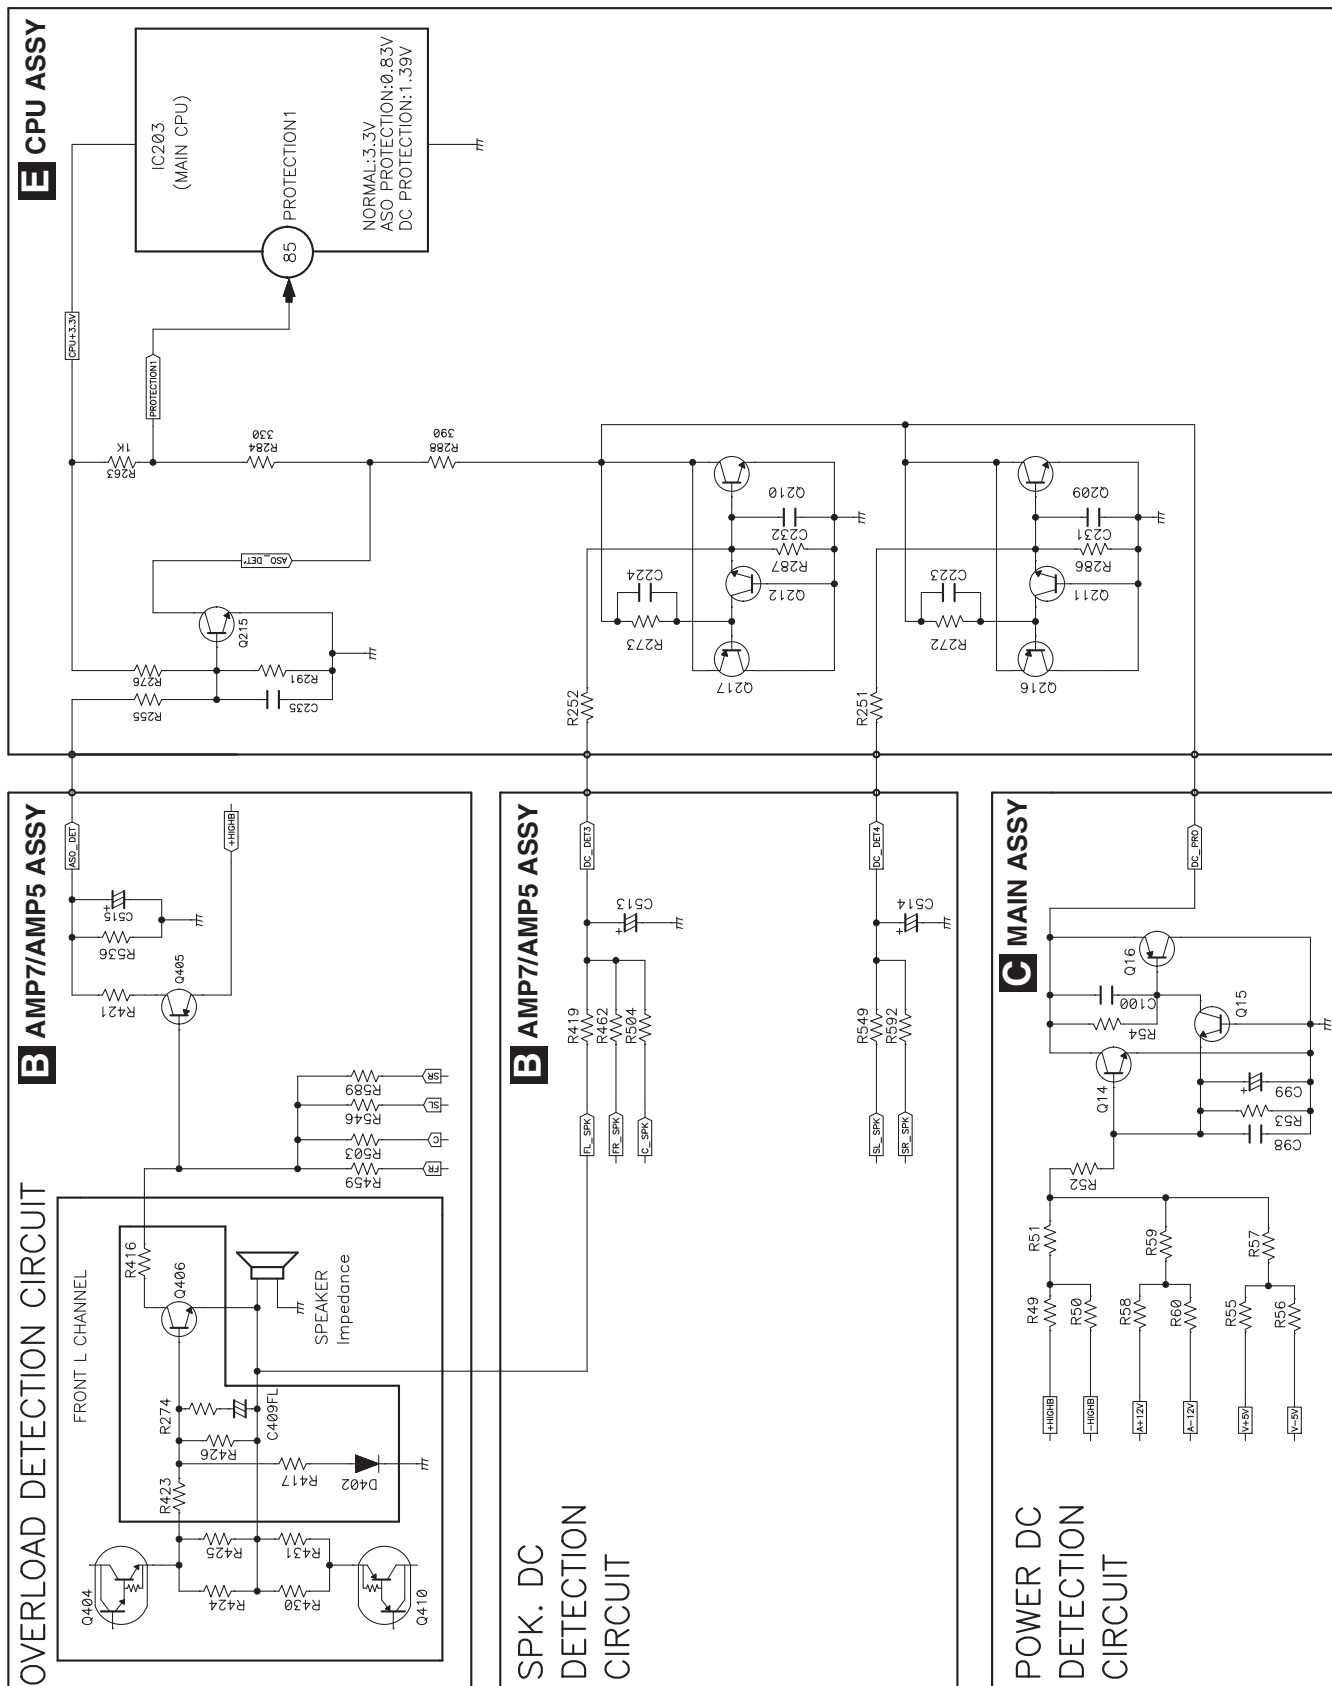 E CPU ASSY
IC203
(MAIN CPU)
PROTECTION1
85
NORMAL:3.3V
ASO PROTECTION:0.83V
DC PROTECTION:1.39V
CPU+3.3V
PROTECTION1
1K
R263
330
R284
390
R288
ASO_DET
Q215
R276
R291
R255
C235
Q210
C232
R287
C224
Q212
R273
Q217
R252
Q209
C231
R286
C223
Q211
R272
Q216
R251
B AMP7/AMP5 ASSY
OVERLOAD DETECTION CIRCUIT
ASO_DET
+HIGHB
C515
R536
Q405
R421
SR
R589
SL
R546
C
R503
FR
R459
FRONT L CHANNEL
R416
Q406
SPEAKER
Impedance
R274
C409FL
R426
R423
R417
D402
R425
R431
Q404
R424
R430
Q410
B AMP7/AMP5 ASSY
SPK. DC
DETECTION
CIRCUIT
DC_DET3
C513
R419
R462
R504
FL_SPK
FR_SPK
C_SPK
DC_DET4
C514
R549
R592
SL_SPK
SR_SPK
C MAIN ASSY
POWER DC
DETECTION
CIRCUIT
DC_PRO
Q16
C100
R54
Q15
Q14
C99
R53
C98
R52
R51
R59
R57
R49
R50
R58
R60
R55
R56
+HIGHB
-HIGHB
A+12V
A-12V
V+5V
V-5V